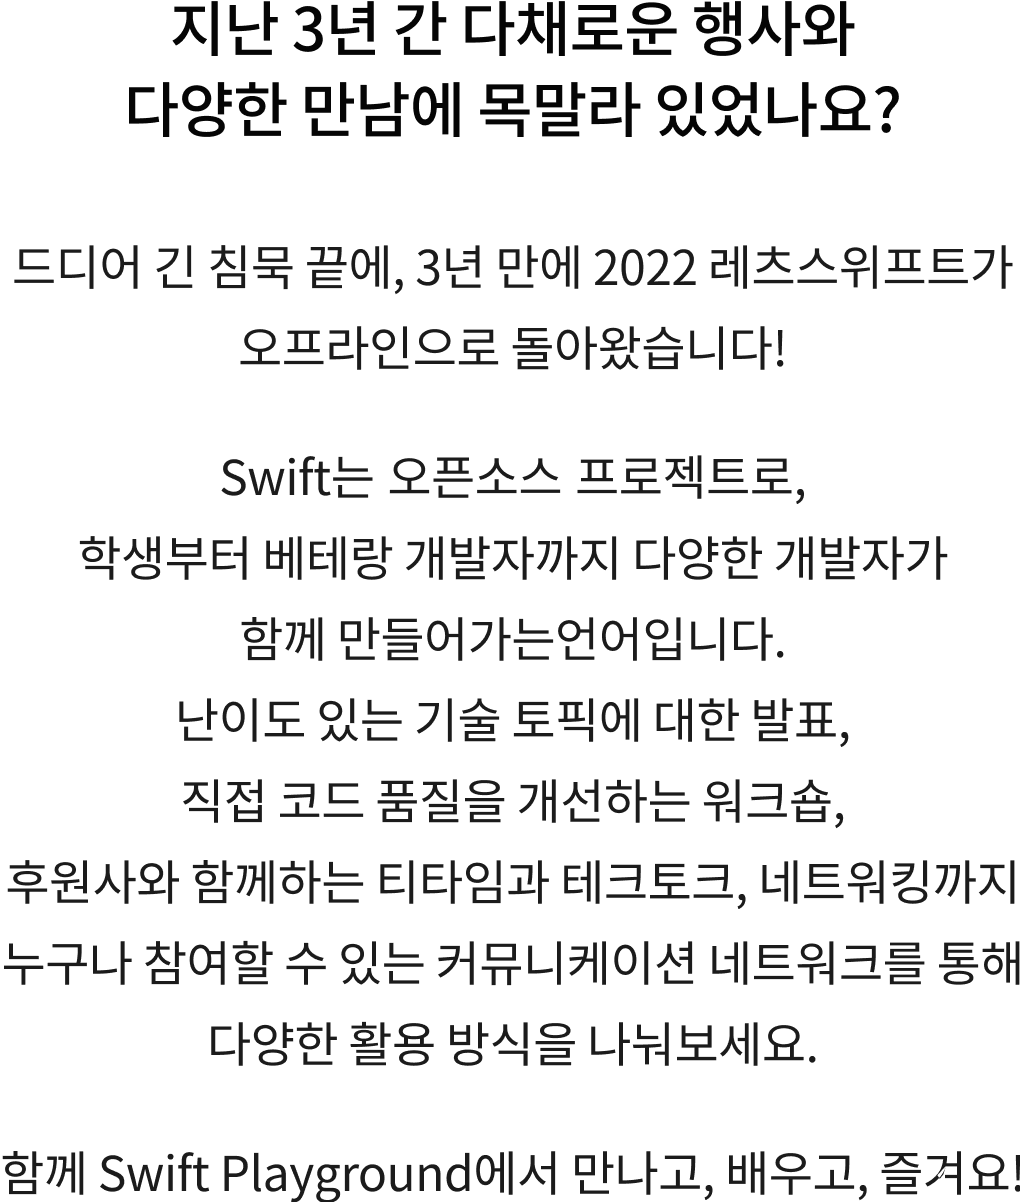 지난 3년 간 다채로운 행사와
다양한 만남에 목말라 있었나요?
드디어 긴 침묵 끝에, 3년 만에 2022 레츠스위프트가
오프라인으로 돌아왔습니다!
Swift는 오픈소스 프로젝트로,
학생부터 베테랑 개발자까지 다양한 개발자가
함께 만들어가는언어입니다.
난이도 있는 기술 토픽에 대한 발표,
직접 코드 품질을 개선하는 워크숍,
후원사와 함께하는 티타임과 테크토크, 네트워킹까지
누구나 참여할 수 있는 커뮤니케이션 네트워크를 통해
다양한 활용 방식을 나눠보세요.
함께 Swift Playground에서 만나고, 배우고, 즐겨요!